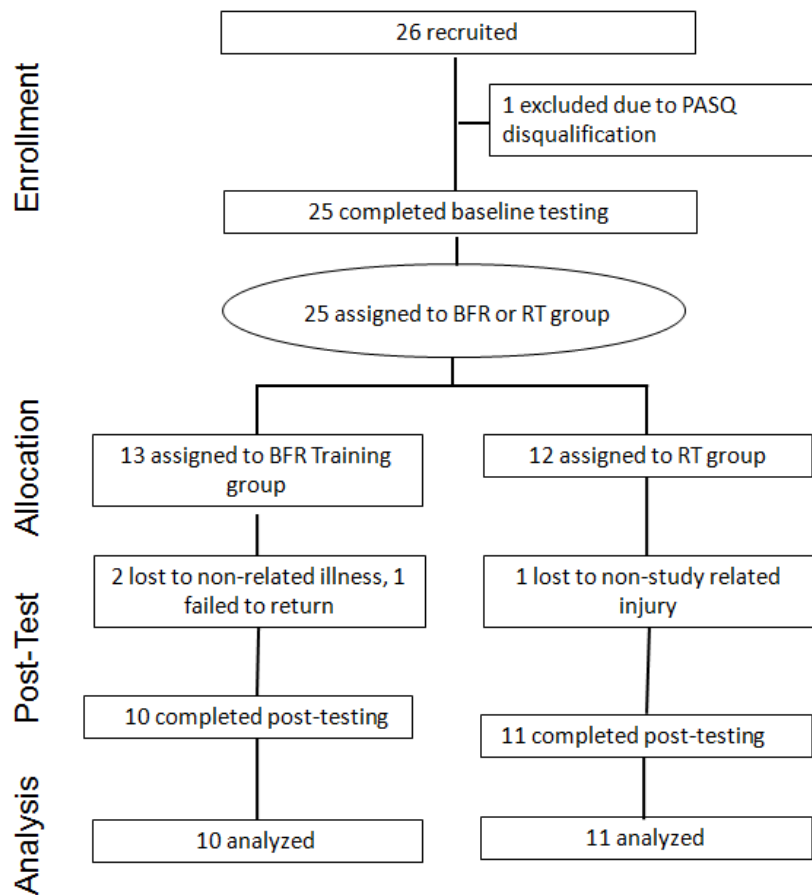 Enrollment
26 recruited
1 excluded due to PASQ
disqualification
25 completed baseline testing
25 assigned to BFR or RT group
Allocation
13 assigned to BFR Training
group
12 assigned to RT group
Post-Test
2 lost to non-related illness, 1
failed to return
1 lost to non-study related
injury
10 completed post-testing
11 completed post-testing
Analysis
10 analyzed
11 analyzed